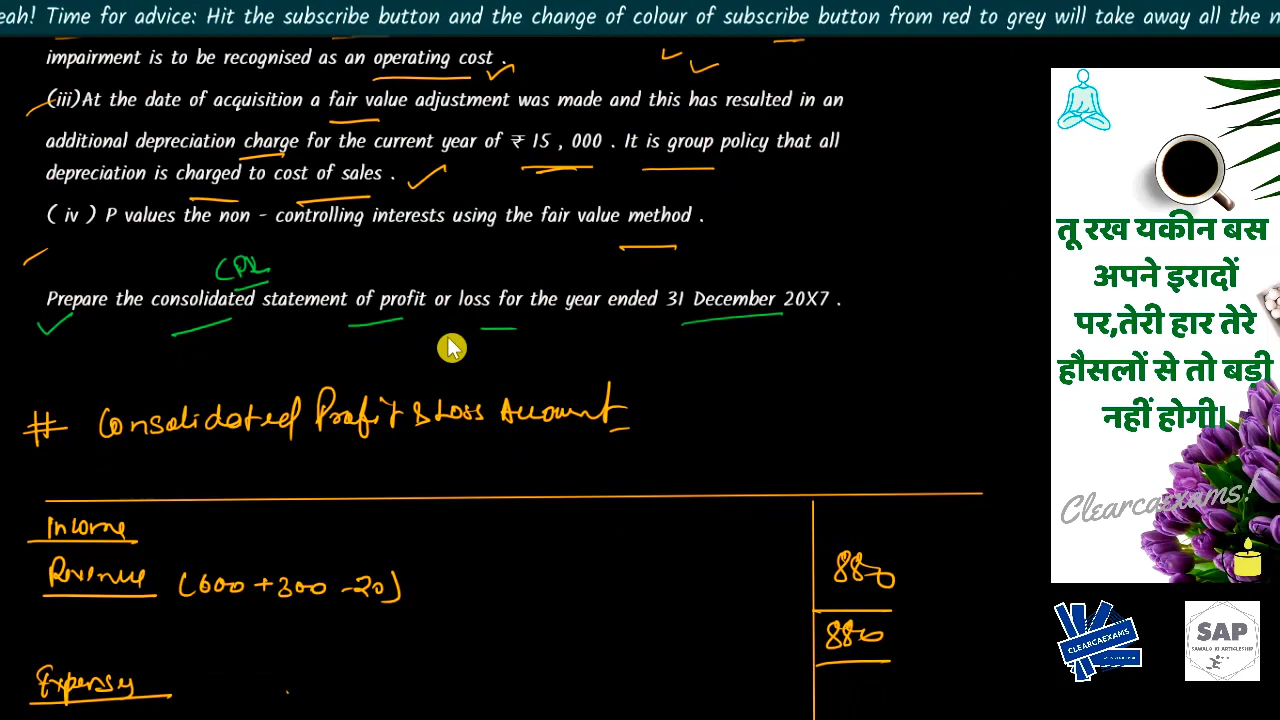 eah! Time for advice: Hit the subscribe button and the change of colour of subscribe button from red to grey will take away all the n
impairment is to be recognised as an operating cost .
(iii)At the date of acquisition a fair value adjustment was made and this has resulted in an
additional depreciation charge for the current year of ₹ 15 , 000 . It is group policy that all
depreciation is charged to cost of sales .
( iv ) P values the non - controlling interests using the fair value method .
CPL
Prepare the consolidated statement of profit or loss for the year ended 31 December 20X7 .
# Consolidated Profit & Loss Account
Income
Revenue (600 + 300 - 20) 880
880
Expenses
तू रख यकीन बस
अपने इरादों
पर,तेरी हार तेरे
हौसलों से तो बड़ी
नहीं होगी।
Clearcaexams!
CLEARCAEXAMS
SAP
SAWALO KI ARTICLESHIP